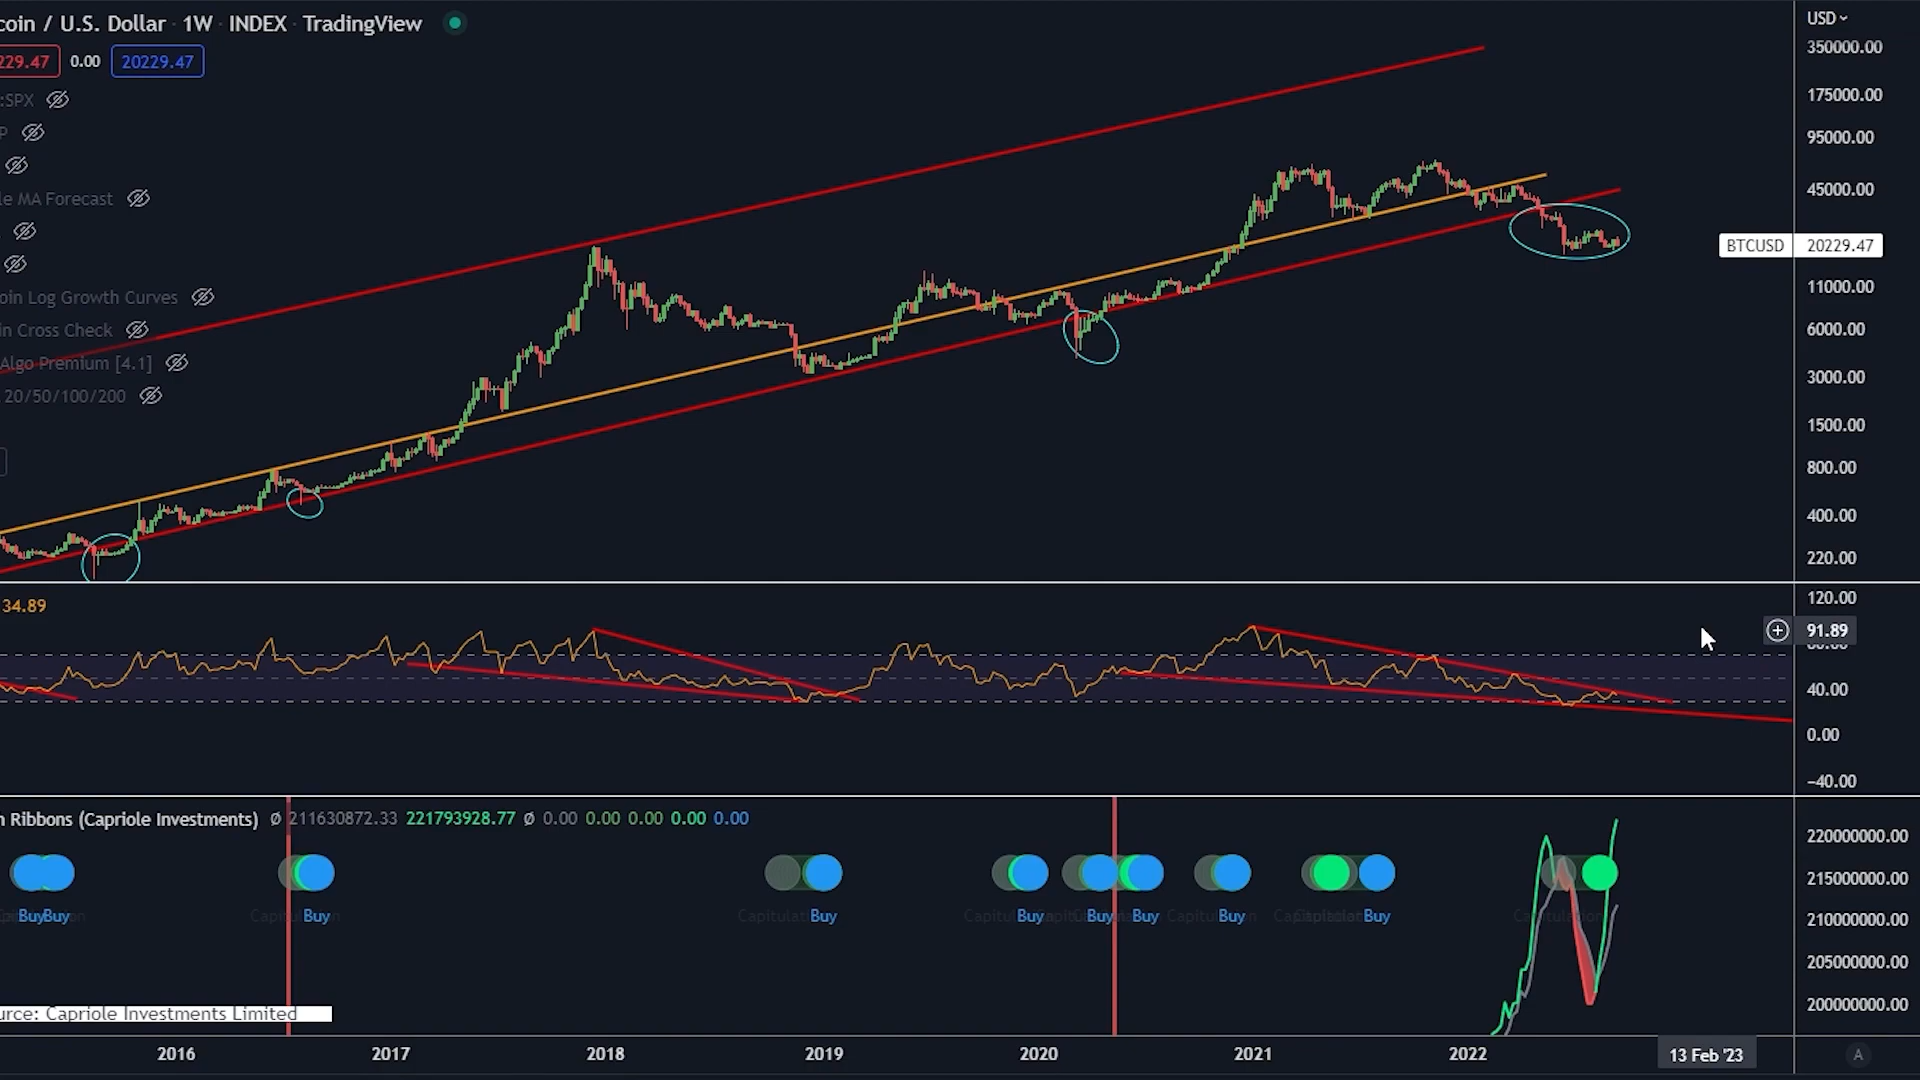 coin / U.S. Dollar · 1W · INDEX · TradingView
229.47 0.00 20229.47
:SPX
P
le MA Forecast
oin Log Growth Curves
in Cross Check
Algo Premium [4.1]
20/50/100/200
USD
350000.00
175000.00
95000.00
45000.00
BTCUSD 20229.47
11000.00
6000.00
3000.00
1500.00
800.00
400.00
220.00
34.89
120.00
91.89
80.00
40.00
0.00
−40.00
n Ribbons (Capriole Investments) Ø 211630872.33 221793928.77 Ø 0.00 0.00 0.00 0.00 0.00
220000000.00
215000000.00
210000000.00
205000000.00
200000000.00
Buy Buy Buy Buy Buy Buy Buy Buy Buy
urce: Capriole Investments Limited
2016 2017 2018 2019 2020 2021 2022 13 Feb '23 A